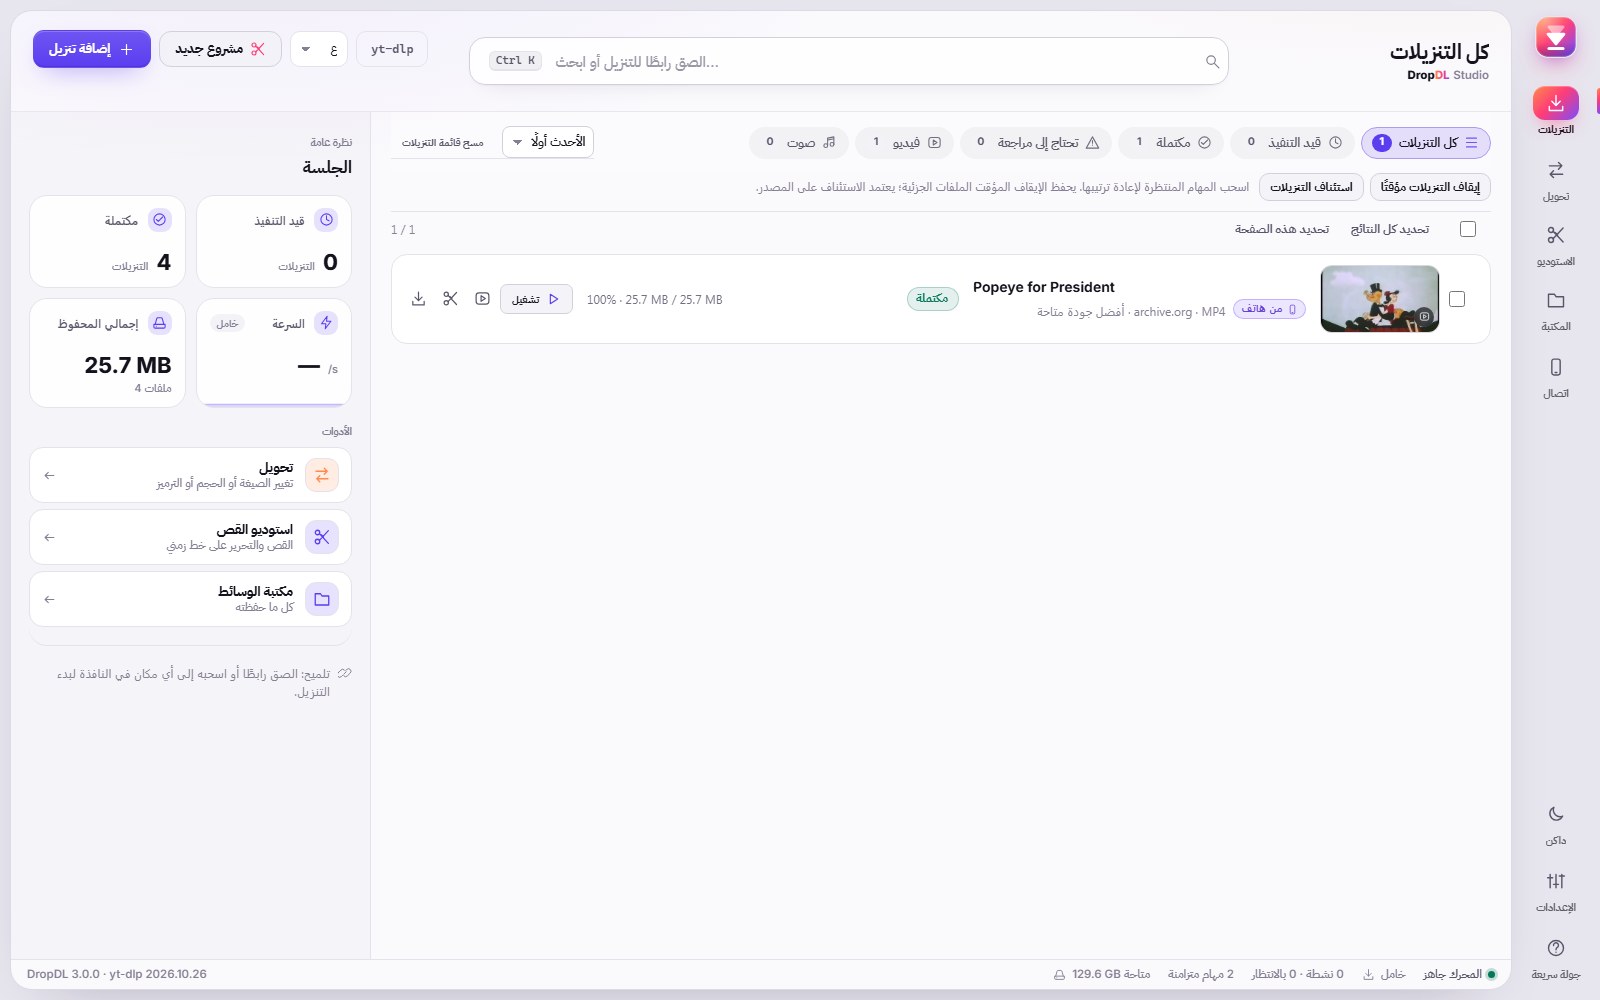 كل التنزيلات
DropDL Studio
الصق رابطًا للتنزيل أو ابحث...
Ctrl K
yt-dlp
ع
مشروع جديد
إضافة تنزيل
التنزيلات
تحويل
الاستوديو
المكتبة
اتصال
داكن
الإعدادات
جولة سريعة
كل التنزيلات 1
قيد التنفيذ 0
مكتملة 1
تحتاج إلى مراجعة 0
فيديو 1
صوت 0
الأحدث أولًا
مسح قائمة التنزيلات
إيقاف التنزيلات مؤقتًا
استئناف التنزيلات
اسحب المهام المنتظرة لإعادة ترتيبها. يحفظ الإيقاف المؤقت الملفات الجزئية؛ يعتمد الاستئناف على المصدر.
تحديد كل النتائج
تحديد هذه الصفحة
1 / 1
Popeye for President
من هاتف
MP4 · archive.org · أفضل جودة متاحة
مكتملة
100% · 25.7 MB / 25.7 MB
تشغيل
نظرة عامة
الجلسة
قيد التنفيذ
0 التنزيلات
مكتملة
4 التنزيلات
السرعة
خامل
— /s
إجمالي المحفوظ
25.7 MB
4 ملفات
الأدوات
تحويل
تغيير الصيغة أو الحجم أو الترميز
استوديو القص
القص والتحرير على خط زمني
مكتبة الوسائط
كل ما حفظته
تلميح: الصق رابطًا أو اسحبه إلى أي مكان في النافذة لبدء
التنزيل.
المحرك جاهز
خامل
0 نشطة · 0 بالانتظار
2 مهام متزامنة
129.6 GB متاحة
DropDL 3.0.0 · yt-dlp 2026.10.26